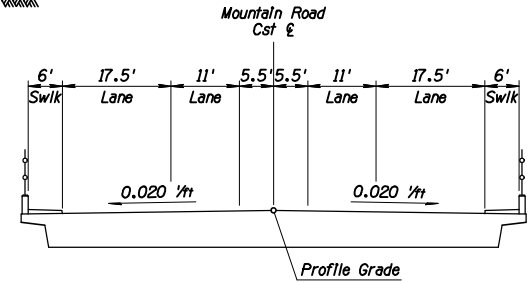 Mountain Road
Cst ℄
6' 17.5' 11' 5.5' 5.5' 11' 17.5' 6'
Swlk Lane Lane Lane Lane Swlk
0.020 '/ft 0.020 '/ft
Profile Grade